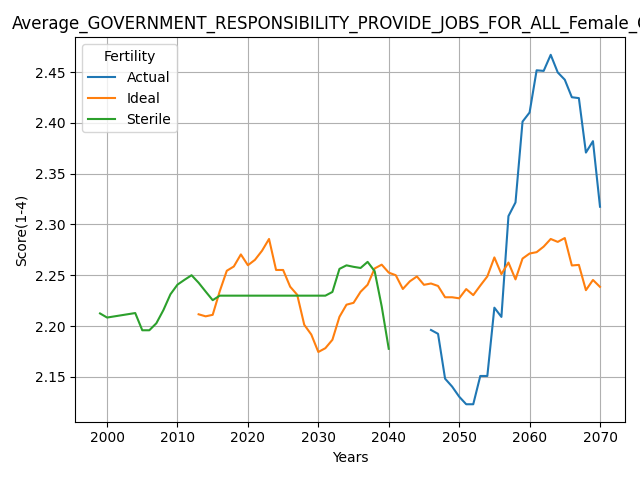 Average_GOVERNMENT_RESPONSIBILITY_PROVIDE_JOBS_FOR_ALL_Female_
Fertility
Actual
Ideal
Sterile
Score(1-4)
2.45
2.40
2.35
2.30
2.25
2.20
2.15
2000 2010 2020 2030 2040 2050 2060 2070
Years